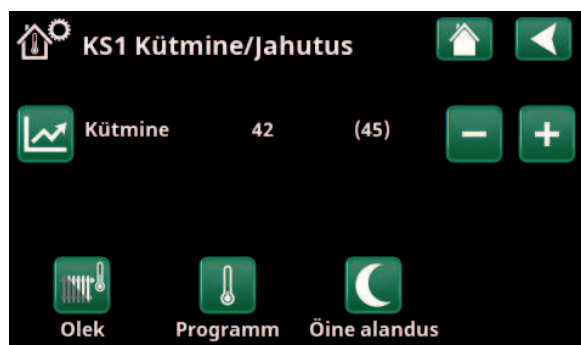 KS1 Kütmine/Jahutus
Kütmine 42 (45)
Olek Programm Öine alandus